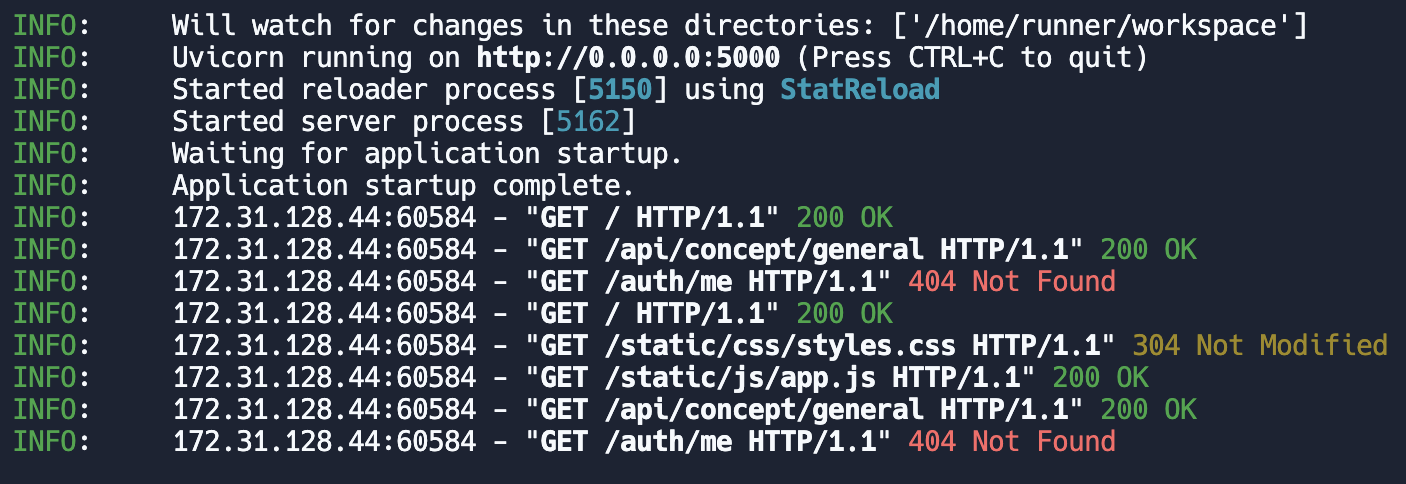 INFO:     Will watch for changes in these directories: ['/home/runner/workspace']
INFO:     Uvicorn running on http://0.0.0.0:5000 (Press CTRL+C to quit)
INFO:     Started reloader process [5150] using StatReload
INFO:     Started server process [5162]
INFO:     Waiting for application startup.
INFO:     Application startup complete.
INFO:     172.31.128.44:60584 - "GET / HTTP/1.1" 200 OK
INFO:     172.31.128.44:60584 - "GET /api/concept/general HTTP/1.1" 200 OK
INFO:     172.31.128.44:60584 - "GET /auth/me HTTP/1.1" 404 Not Found
INFO:     172.31.128.44:60584 - "GET / HTTP/1.1" 200 OK
INFO:     172.31.128.44:60584 - "GET /static/css/styles.css HTTP/1.1" 304 Not Modified
INFO:     172.31.128.44:60584 - "GET /static/js/app.js HTTP/1.1" 200 OK
INFO:     172.31.128.44:60584 - "GET /api/concept/general HTTP/1.1" 200 OK
INFO:     172.31.128.44:60584 - "GET /auth/me HTTP/1.1" 404 Not Found